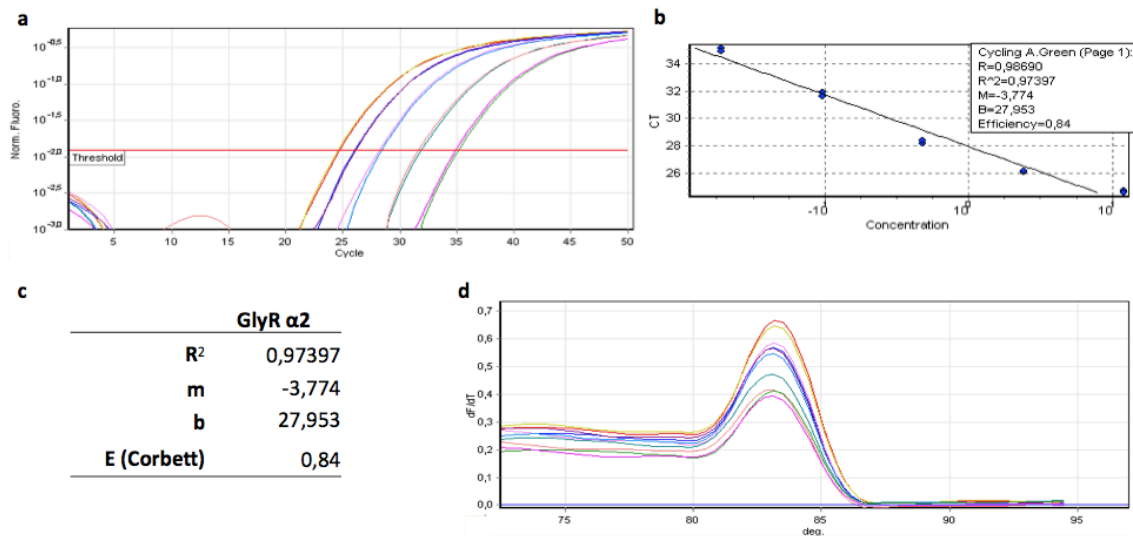 a
10⁻⁰·⁵
10⁻¹·⁰
10⁻¹·⁵
10⁻²·⁰
10⁻²·⁵
10⁻³·⁰
Norm. Fluoro.
Threshold
5 10 15 20 25 30 35 40 45 50
Cycle
b
34
32
30
28
26
CT
Cycling A.Green (Page 1):
R=0,98690
R^2=0,97397
M=-3,774
B=27,953
Efficiency=0,84
Concentration
c
GlyR α2
R² 0,97397
m -3,774
b 27,953
E (Corbett) 0,84
d
0,7
0,6
0,5
0,4
0,3
0,2
0,1
0,0
dF/dT
75 80 85 90 95
deg.